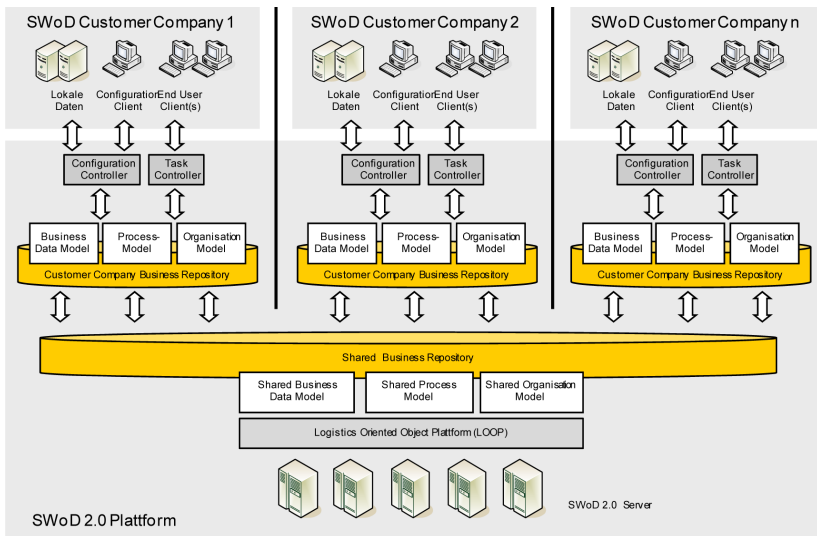 SWoD Customer Company 1
Lokale Daten
Configuration Client
End User Client(s)
Configuration Controller
Task Controller
Business Data Model
Process-Model
Organisation Model
Customer Company Business Repository
SWoD Customer Company 2
Lokale Daten
Configuration Client
End User Client(s)
Configuration Controller
Task Controller
Business Data Model
Process-Model
Organisation Model
Customer Company Business Repository
SWoD Customer Company n
Lokale Daten
Configuration Client
End User Client(s)
Configuration Controller
Task Controller
Business Data Model
Process-Model
Organisation Model
Customer Company Business Repository
Shared Business Repository
Shared Business Data Model
Shared Process Model
Shared Organisation Model
Logistics Oriented Object Plattform (LOOP)
SWoD 2.0 Server
SWoD 2.0 Plattform